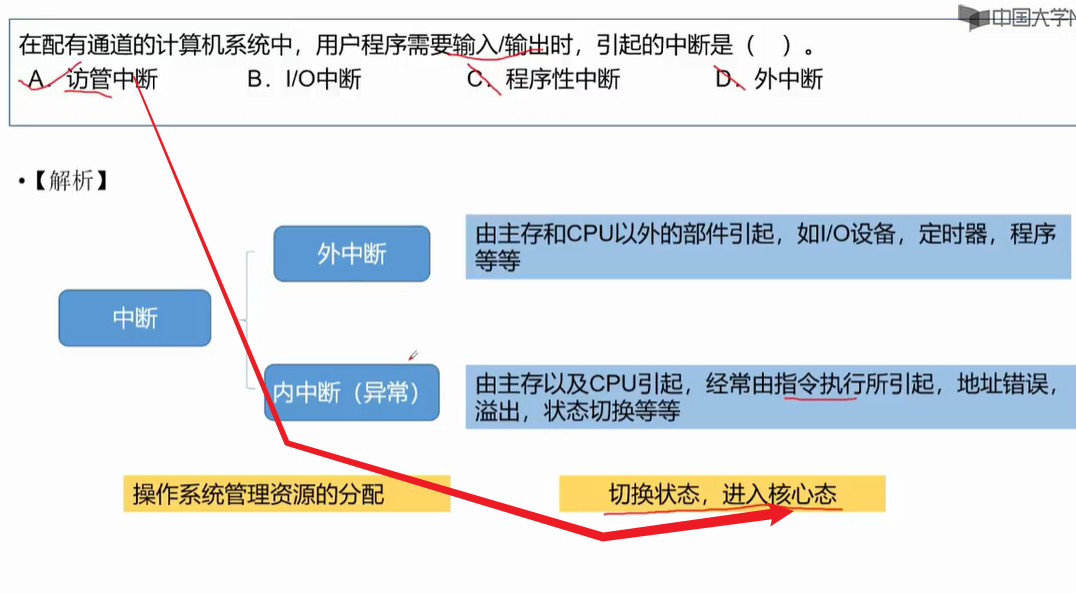 中国大学M
在配有通道的计算机系统中，用户程序需要输入/输出时，引起的中断是（ ）。
A．访管中断 B．I/O中断 C．程序性中断 D．外中断
•【解析】
外中断
由主存和CPU以外的部件引起，如I/O设备，定时器，程序
等等
中断
内中断（异常）
由主存以及CPU引起，经常由指令执行所引起，地址错误，
溢出，状态切换等等
操作系统管理资源的分配
切换状态，进入核心态